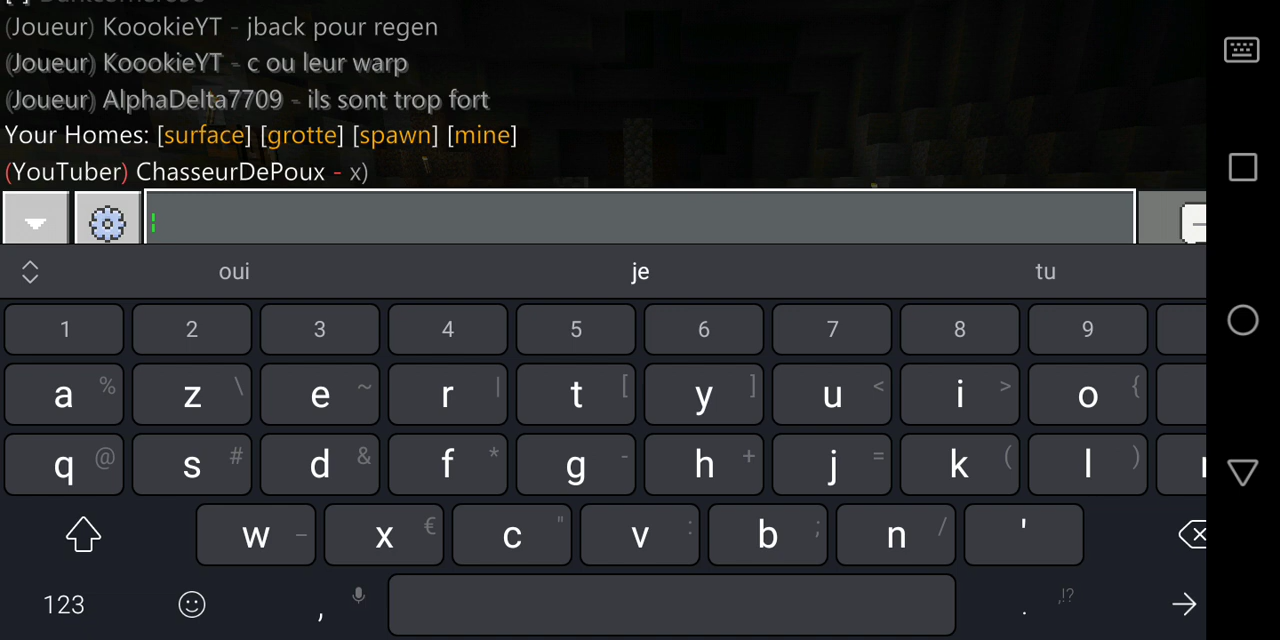 (Joueur) KoookieYT - jback pour regen
(Joueur) KoookieYT - c ou leur warp
(Joueur) AlphaDelta7709 - ils sont trop fort
Your Homes: [surface] [grotte] [spawn] [mine]
(YouTuber) ChasseurDePoux - x)
oui je tu
1 2 3 4 5 6 7 8 9
a % z \ e ~ r | t [ y ] u < i > o {
q @ s # d & f * g - h + j = k ( l )
w _ x € c " v : b ; n / '
123 , . ,!?